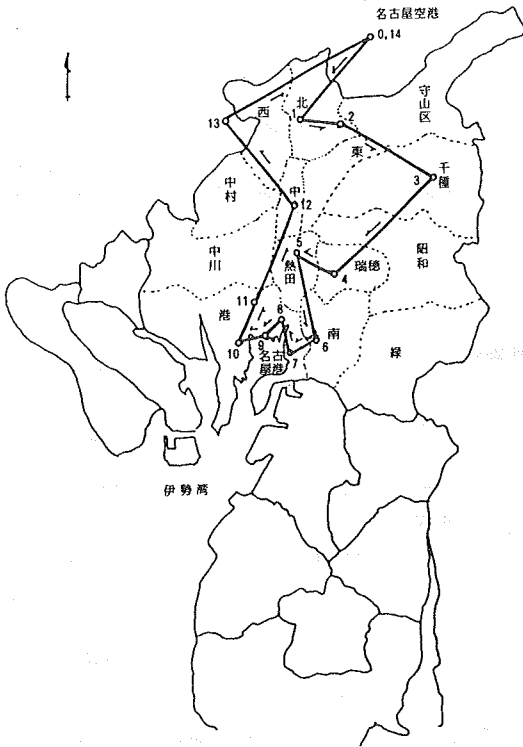 名古屋空港
0,14
守山区
北
1
2
西
13
東
千種
3
中村
中
12
5
昭和
中川
熱田
瑞穂
4
11
港
8
南
6
10
9
名古屋港
7
緑
伊勢湾